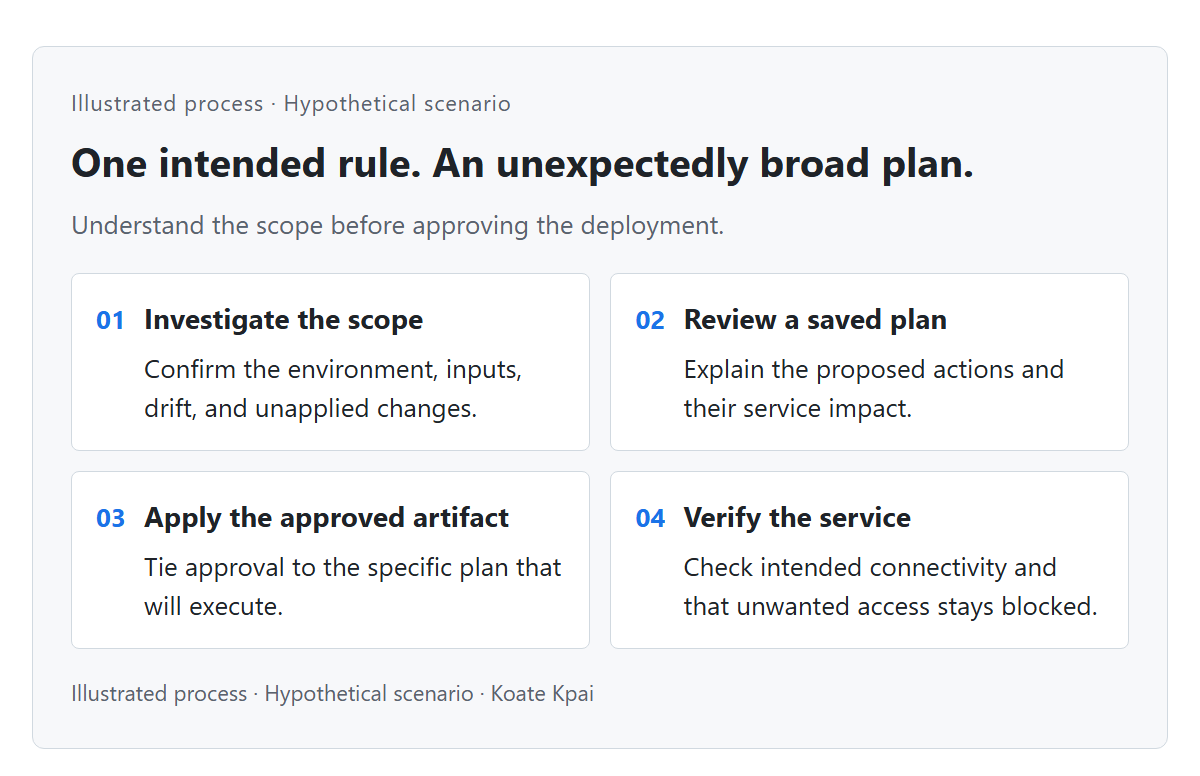 Illustrated process · Hypothetical scenario
One intended rule. An unexpectedly broad plan.
Understand the scope before approving the deployment.
01 Investigate the scope
Confirm the environment, inputs,
drift, and unapplied changes.
02 Review a saved plan
Explain the proposed actions and
their service impact.
03 Apply the approved artifact
Tie approval to the specific plan that
will execute.
04 Verify the service
Check intended connectivity and
that unwanted access stays blocked.
Illustrated process · Hypothetical scenario · Koate Kpai